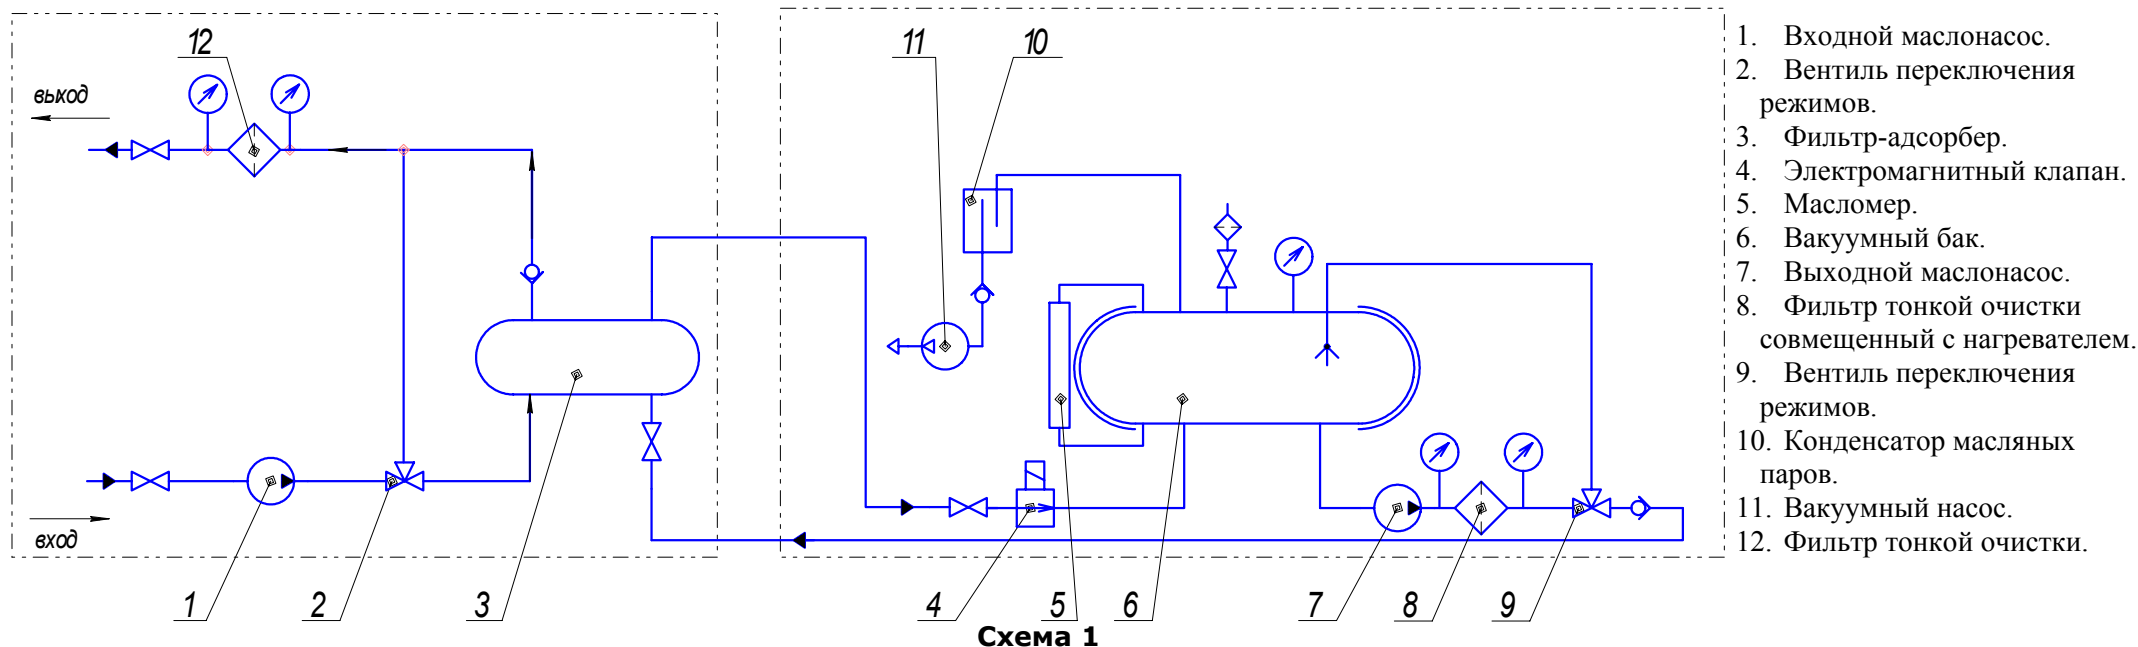 12
11
10
выход
вход
1
2
3
4
5
6
7
8
9
Схема 1
1. Входной маслонасос.
2. Вентиль переключения
режимов.
3. Фильтр-адсорбер.
4. Электромагнитный клапан.
5. Масломер.
6. Вакуумный бак.
7. Выходной маслонасос.
8. Фильтр тонкой очистки
совмещенный с нагревателем.
9. Вентиль переключения
режимов.
10. Конденсатор масляных
паров.
11. Вакуумный насос.
12. Фильтр тонкой очистки.